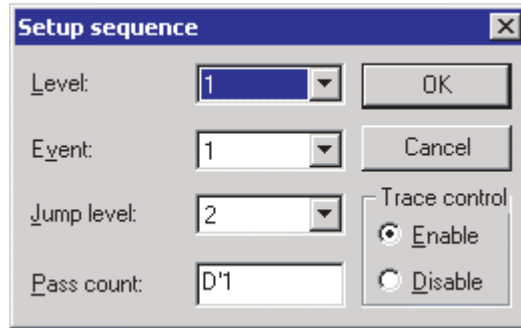 Setup sequence
Level: 1 OK
Event: 1 Cancel
Jump level: 2 Trace control
Enable
Pass count: D'1 Disable